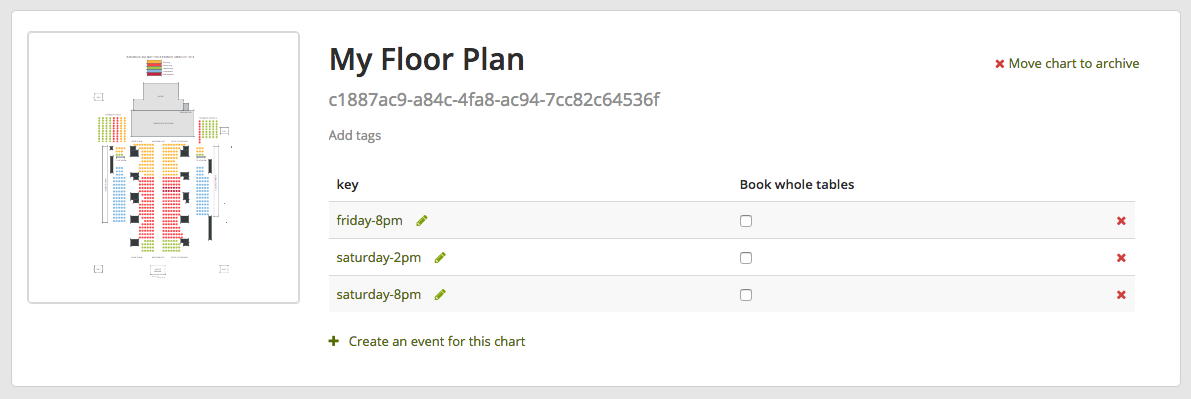 My Floor Plan
Move chart to archive
c1887ac9-a84c-4fa8-ac94-7cc82c64536f
Add tags
key Book whole tables
friday-8pm
saturday-2pm
saturday-8pm
Create an event for this chart